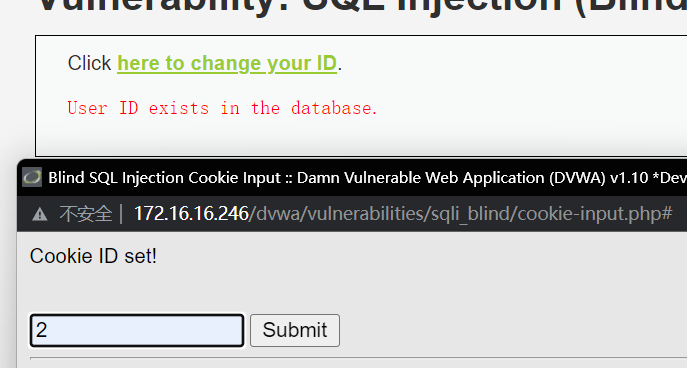 Vulnerability: SQL Injection (Blind
Click here to change your ID.
User ID exists in the database.
Blind SQL Injection Cookie Input :: Damn Vulnerable Web Application (DVWA) v1.10 *Dev
不安全 | 172.16.16.246/dvwa/vulnerabilities/sqli_blind/cookie-input.php#
Cookie ID set!
2 Submit